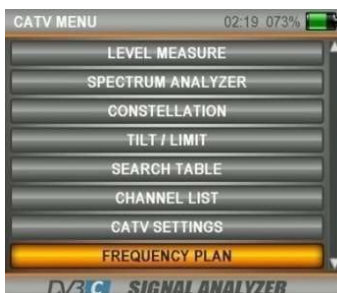 CATV MENU 02:19 073%
LEVEL MEASURE
SPECTRUM ANALYZER
CONSTELLATION
TILT / LIMIT
SEARCH TABLE
CHANNEL LIST
CATV SETTINGS
FREQUENCY PLAN
DVB C SIGNAL ANALYZER